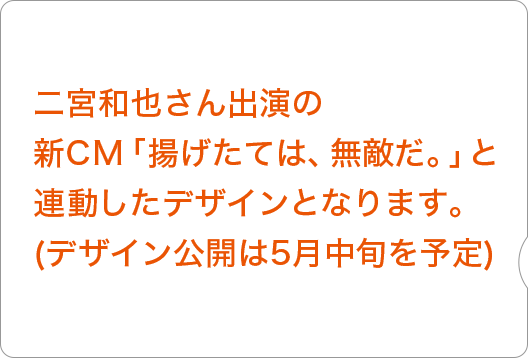 二宮和也さん出演の
新CM「揚げたては、無敵だ。」と
連動したデザインとなります。
(デザイン公開は5月中旬を予定)